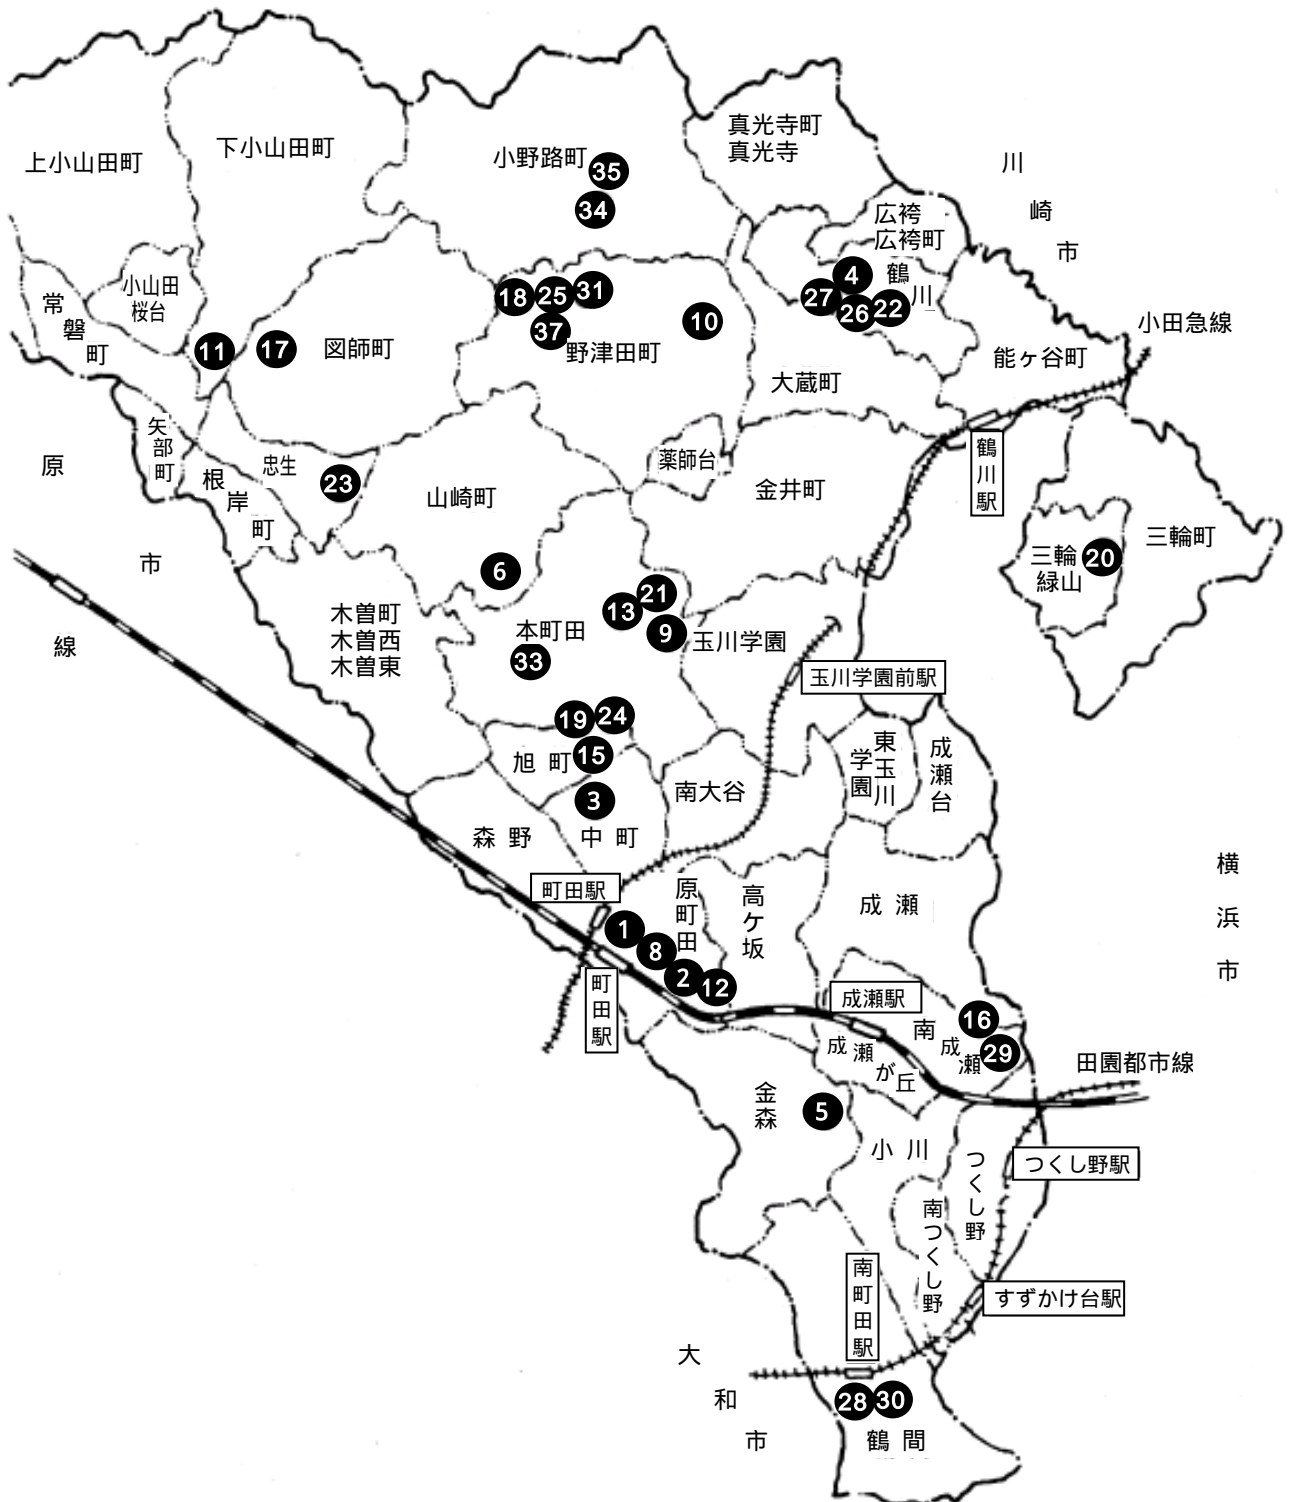 上小山田町
下小山田町
小野路町
35
34
真光寺町
真光寺
川
崎
市
広袴
広袴町
小山田
桜台
常
磐
町
11
17
図師町
18
25
31
37
野津田町
10
4
鶴
川
27
26
22
大蔵町
能ヶ谷町
小田急線
鶴
川
駅
矢
部
町
根
岸
町
忠生
23
山崎町
薬師台
金井町
三輪町
三輪
緑山
20
原
市
線
6
木曽町
木曽西
木曽東
本町田
13
21
9
33
玉川学園
玉川学園前駅
19
24
旭町
15
3
中町
森野
南大谷
東
玉
川
学
園
成
瀬
台
町田駅
原
町
田
高
ケ
坂
成瀬
1
8
2
12
町
田
駅
成瀬駅
南
成
瀬
16
29
成
瀬
が
丘
横
浜
市
田園都市線
金
森
5
小川
つ
く
し
野
つくし野駅
南
つ
く
し
野
南
町
田
駅
すずかけ台駅
大
和
市
28
30
鶴間